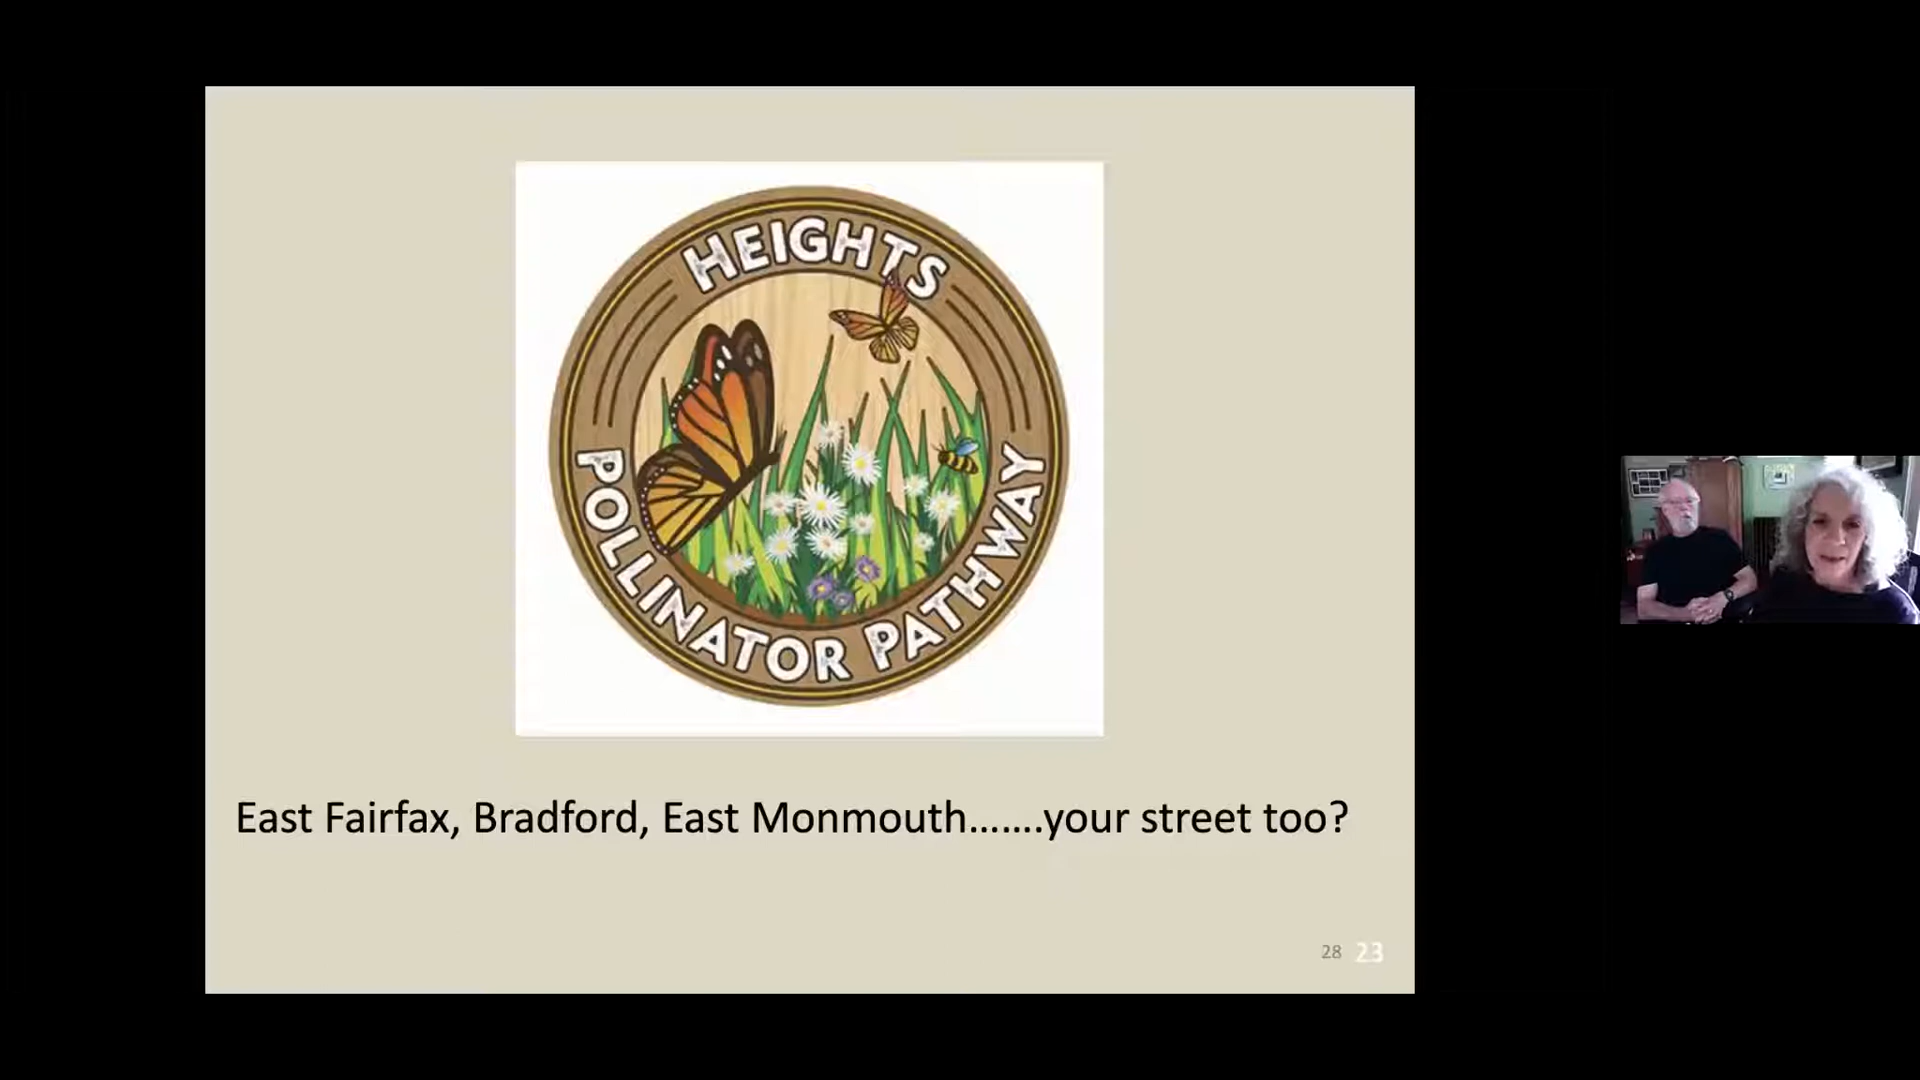 HEIGHTS
POLLINATOR PATHWAY
East Fairfax, Bradford, East Monmouth.......your street too?
28 23